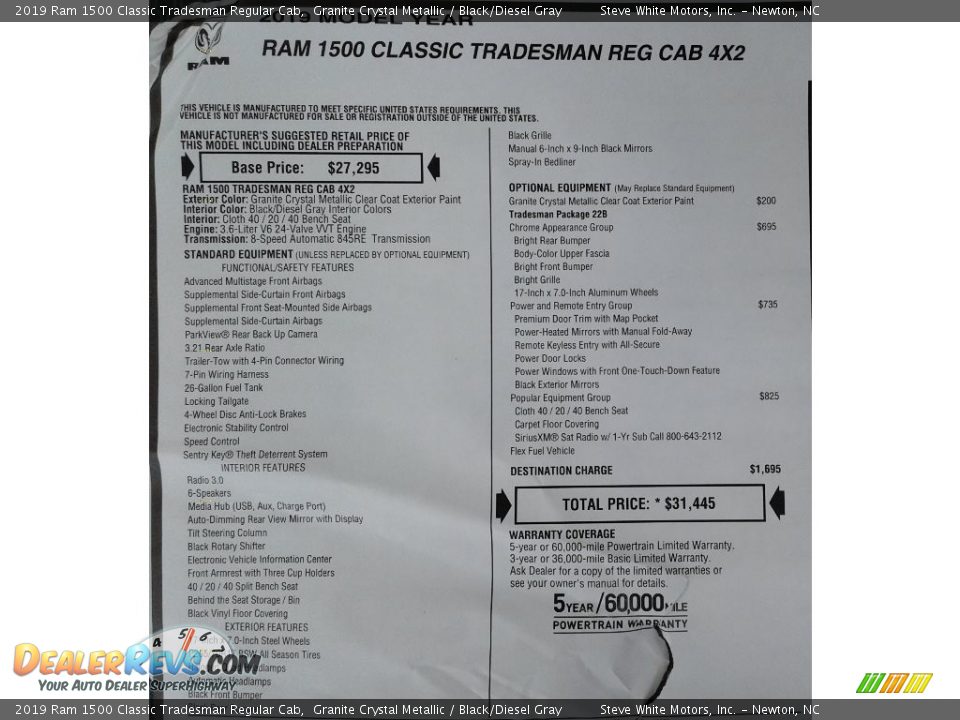 2019 Ram 1500 Classic Tradesman Regular Cab, Granite Crystal Metallic / Black/Diesel Gray Steve White Motors, Inc. – Newton, NC
2019 MODEL YEAR
RAM
RAM 1500 CLASSIC TRADESMAN REG CAB 4X2
THIS VEHICLE IS MANUFACTURED TO MEET SPECIFIC UNITED STATES REQUIREMENTS. THIS
VEHICLE IS NOT MANUFACTURED FOR SALE OR REGISTRATION OUTSIDE OF THE UNITED STATES.
MANUFACTURER'S SUGGESTED RETAIL PRICE OF
THIS MODEL INCLUDING DEALER PREPARATION
Base Price: $27,295
RAM 1500 TRADESMAN REG CAB 4X2
Exterior Color: Granite Crystal Metallic Clear Coat Exterior Paint
Interior Color: Black/Diesel Gray Interior Colors
Interior: Cloth 40 / 20 / 40 Bench Seat
Engine: 3.6-Liter V6 24-Valve VVT Engine
Transmission: 8-Speed Automatic 845RE Transmission
STANDARD EQUIPMENT (UNLESS REPLACED BY OPTIONAL EQUIPMENT)
FUNCTIONAL/SAFETY FEATURES
Advanced Multistage Front Airbags
Supplemental Side-Curtain Front Airbags
Supplemental Front Seat-Mounted Side Airbags
Supplemental Side-Curtain Airbags
ParkView® Rear Back Up Camera
3.21 Rear Axle Ratio
Trailer-Tow with 4-Pin Connector Wiring
7-Pin Wiring Harness
26-Gallon Fuel Tank
Locking Tailgate
4-Wheel Disc Anti-Lock Brakes
Electronic Stability Control
Speed Control
Sentry Key® Theft Deterrent System
INTERIOR FEATURES
Radio 3.0
6-Speakers
Media Hub (USB, Aux, Charge Port)
Auto-Dimming Rear View Mirror with Display
Tilt Steering Column
Black Rotary Shifter
Electronic Vehicle Information Center
Front Armrest with Three Cup Holders
40 / 20 / 40 Split Bench Seat
Behind the Seat Storage / Bin
Black Vinyl Floor Covering
EXTERIOR FEATURES
7.0-Inch Steel Wheels
BSW All Season Tires
Headlamps
Automatic Headlamps
Black Front Bumper
Black Grille
Manual 6-Inch x 9-Inch Black Mirrors
Spray-In Bedliner
OPTIONAL EQUIPMENT (May Replace Standard Equipment)
Granite Crystal Metallic Clear Coat Exterior Paint $200
Tradesman Package 22B
Chrome Appearance Group $695
Bright Rear Bumper
Body-Color Upper Fascia
Bright Front Bumper
Bright Grille
17-Inch x 7.0-Inch Aluminum Wheels
Power and Remote Entry Group $735
Premium Door Trim with Map Pocket
Power-Heated Mirrors with Manual Fold-Away
Remote Keyless Entry with All-Secure
Power Door Locks
Power Windows with Front One-Touch-Down Feature
Black Exterior Mirrors
Popular Equipment Group $825
Cloth 40 / 20 / 40 Bench Seat
Carpet Floor Covering
SiriusXM® Sat Radio w/ 1-Yr Sub Call 800-643-2112
Flex Fuel Vehicle
DESTINATION CHARGE $1,695
TOTAL PRICE: * $31,445
WARRANTY COVERAGE
5-year or 60,000-mile Powertrain Limited Warranty.
3-year or 36,000-mile Basic Limited Warranty.
Ask Dealer for a copy of the limited warranties or
see your owner's manual for details.
5 YEAR / 60,000 MILE
POWERTRAIN WARRANTY
4 5 6 7
DEALERREVS.COM
YOUR AUTO DEALER SUPERHIGHWAY
2019 Ram 1500 Classic Tradesman Regular Cab, Granite Crystal Metallic / Black/Diesel Gray Steve White Motors, Inc. – Newton, NC